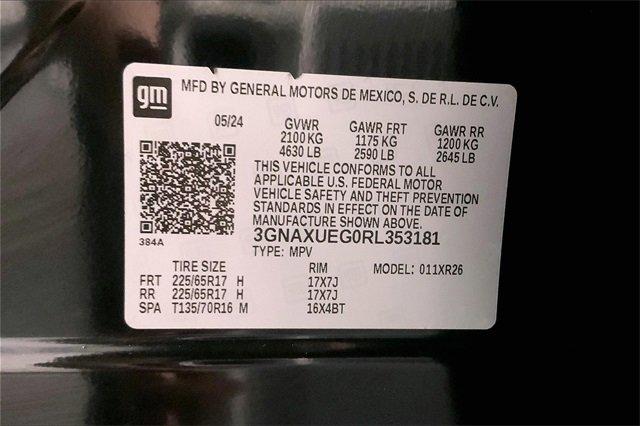 gm MFD BY GENERAL MOTORS DE MEXICO, S. DE R.L. DE C.V.
05/24 GVWR GAWR FRT GAWR RR
2100 KG 1175 KG 1200 KG
4630 LB 2590 LB 2645 LB
THIS VEHICLE CONFORMS TO ALL
APPLICABLE U.S. FEDERAL MOTOR
VEHICLE SAFETY AND THEFT PREVENTION
STANDARDS IN EFFECT ON THE DATE OF
MANUFACTURE SHOWN ABOVE.
384A 3GNAXUEG0RL353181
TYPE: MPV
TIRE SIZE RIM MODEL: 011XR26
FRT 225/65R17 H 17X7J
RR 225/65R17 H 17X7J
SPA T135/70R16 M 16X4BT